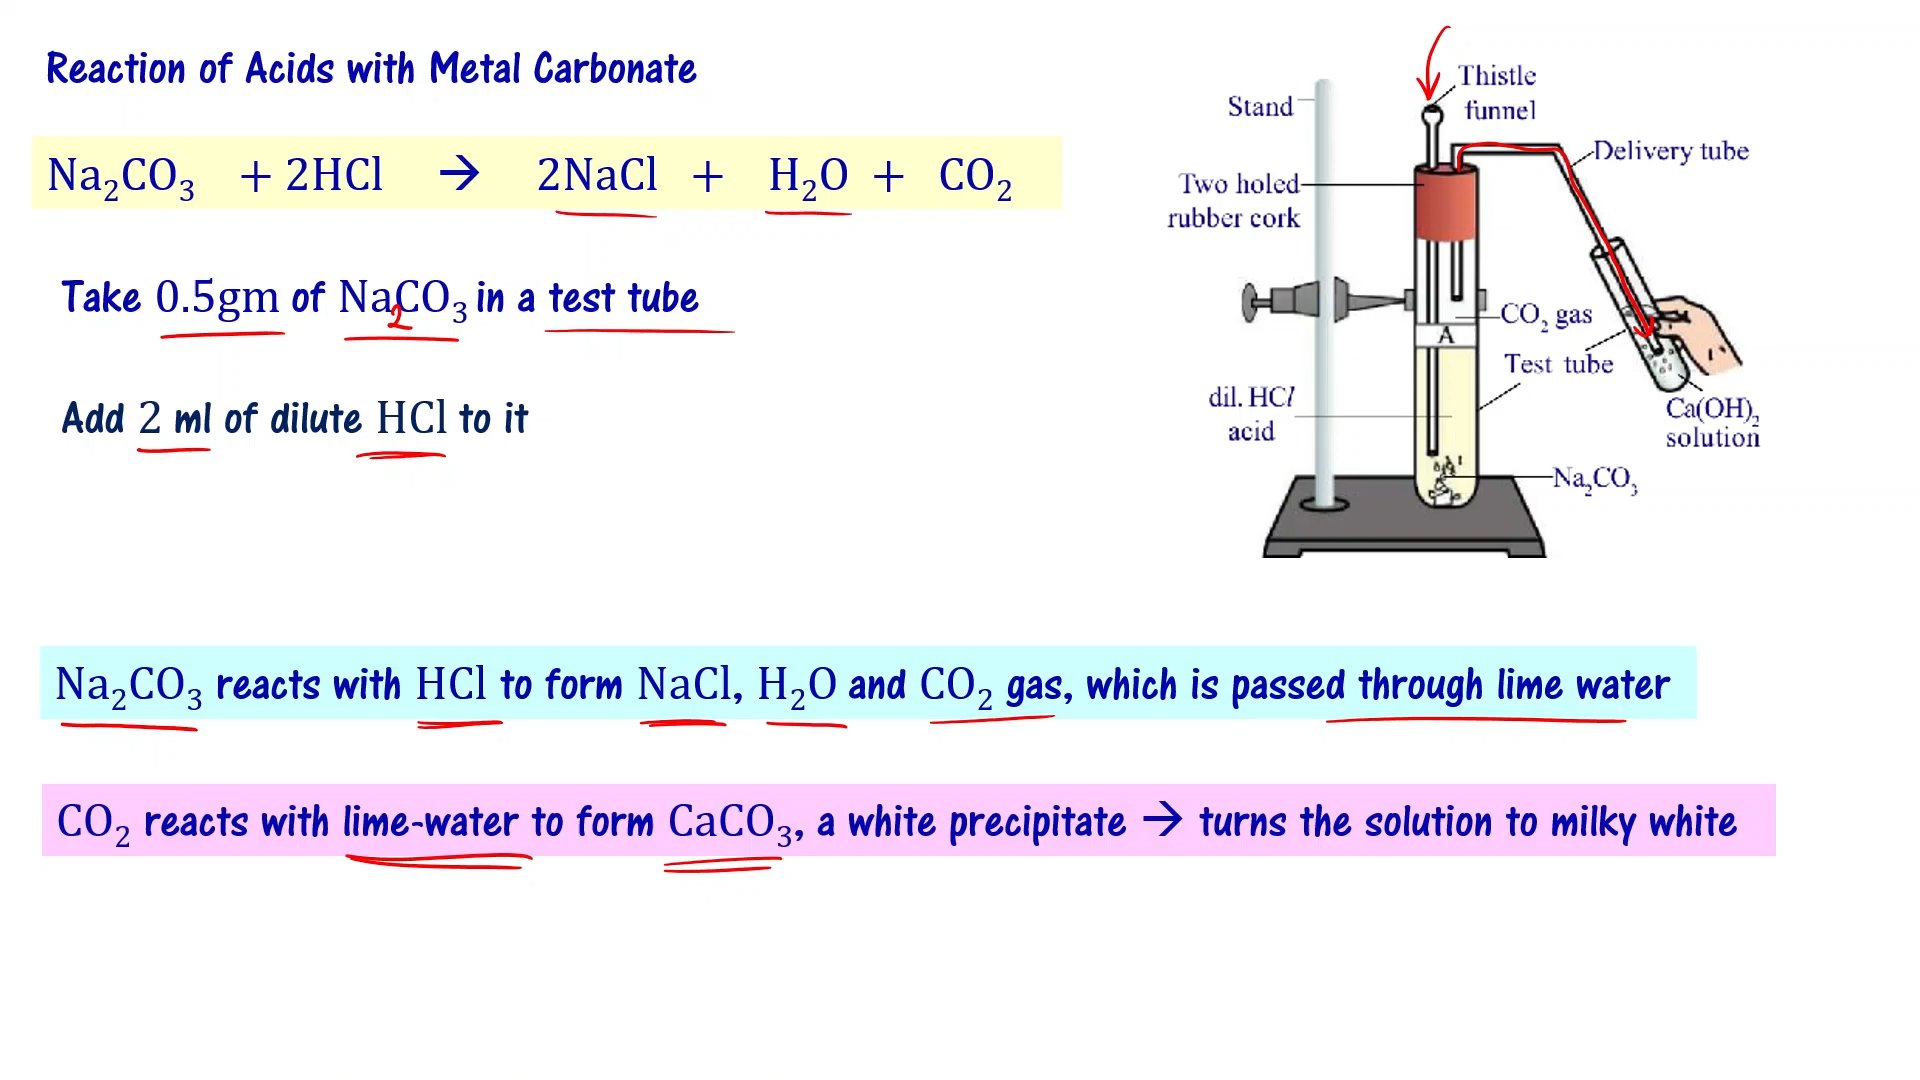 Reaction of Acids with Metal Carbonate
Na₂CO₃ + 2HCl → 2NaCl + H₂O + CO₂
Take 0.5gm of Na₂CO₃ in a test tube
Add 2 ml of dilute HCl to it
Stand
Thistle
funnel
Delivery tube
Two holed
rubber cork
CO₂ gas
A
Test tube
dil. HCl
acid
Ca(OH)₂
solution
Na₂CO₃
Na₂CO₃ reacts with HCl to form NaCl, H₂O and CO₂ gas, which is passed through lime water
CO₂ reacts with lime-water to form CaCO₃, a white precipitate → turns the solution to milky white